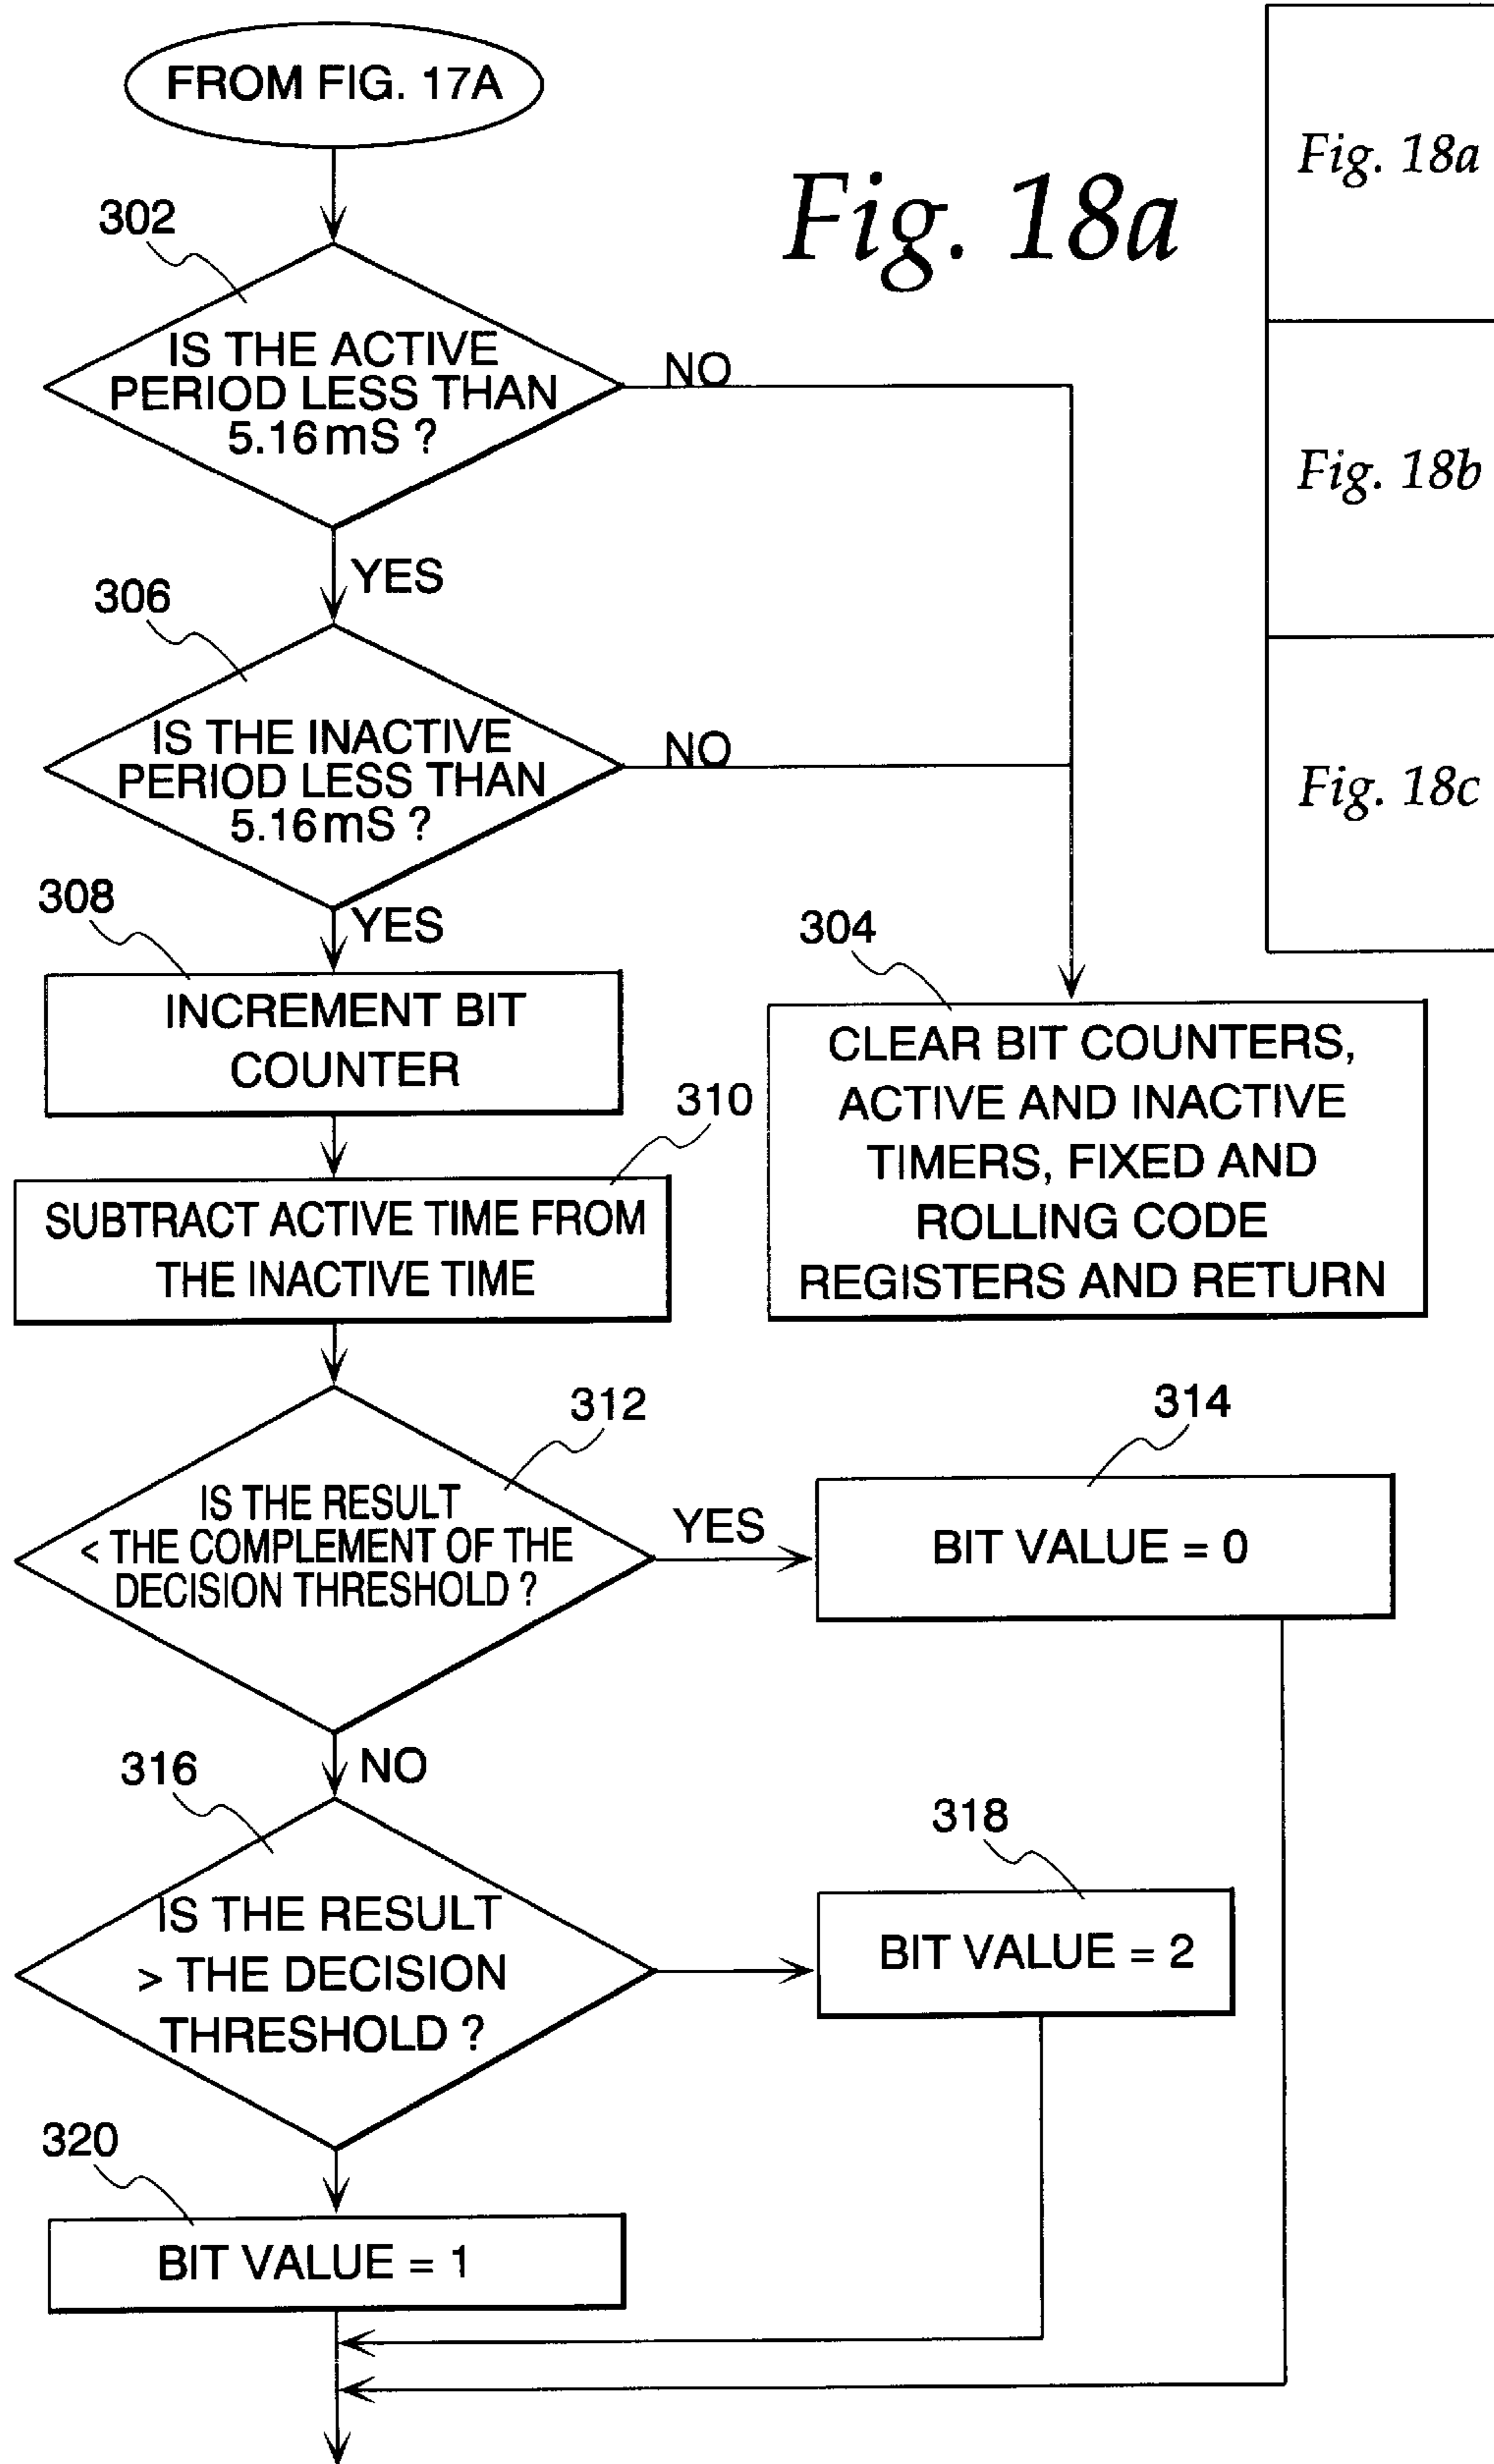 FROM FIG. 17A
Fig. 18a
302
IS THE ACTIVE
PERIOD LESS THAN
5.16mS ?
NO
YES
306
IS THE INACTIVE
PERIOD LESS THAN
5.16mS ?
NO
YES
308
INCREMENT BIT
COUNTER
304
CLEAR BIT COUNTERS,
ACTIVE AND INACTIVE
TIMERS, FIXED AND
ROLLING CODE
REGISTERS AND RETURN
310
SUBTRACT ACTIVE TIME FROM
THE INACTIVE TIME
312
IS THE RESULT
< THE COMPLEMENT OF THE
DECISION THRESHOLD ?
YES
314
BIT VALUE = 0
NO
316
IS THE RESULT
> THE DECISION
THRESHOLD ?
318
BIT VALUE = 2
320
BIT VALUE = 1
Fig. 18a
Fig. 18b
Fig. 18c